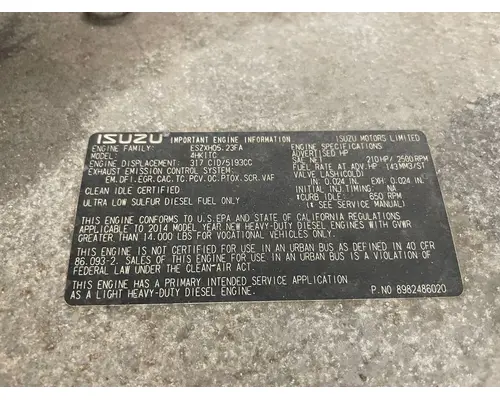 ISUZU IMPORTANT ENGINE INFORMATION ISUZU MOTORS LIMITED
ENGINE FAMILY: ESZXH05.23FA ENGINE SPECIFICATIONS
MODEL: 4HK1TC ADVERTISED HP
ENGINE DISPLACEMENT: 317 CID/5193CC SAE NET 210HP/2500RPM
EXHAUST EMISSION CONTROL SYSTEM: FUEL RATE AT ADV.HP 143MM3/ST
EM.DFI.EGR.CAC.TC.PCV.OC.PTOX.SCR.VAF VALVE LASH(COLD)
IN: 0.024 IN. EXH: 0.024 IN.
CLEAN IDLE CERTIFIED INITIAL INJ.TIMING NA
ULTRA LOW SULFUR DIESEL FUEL ONLY. CURB IDLE 650 RPM
THIS ENGINE CONFORMS TO U.S.EPA AND STATE OF CALIFORNIA REGULATIONS
APPLICABLE TO 2014 MODEL YEAR NEW HEAVY-DUTY DIESEL ENGINES WITH GVWR
GREATER THAN 14.000 LBS FOR VOCATIONAL VEHICLES ONLY.
THIS ENGINE IS NOT CERTIFIED FOR USE IN AN URBAN BUS AS DEFINED IN 40 CFR
86.093-2. SALES OF THIS ENGINE FOR USE IN AN URBAN BUS IS A VIOLATION OF
FEDERAL LAW UNDER THE CLEAN-AIR ACT.
THIS ENGINE HAS A PRIMARY INTENDED SERVICE APPLICATION
AS A LIGHT HEAVY-DUTY DIESEL ENGINE. P.NO 8982486020